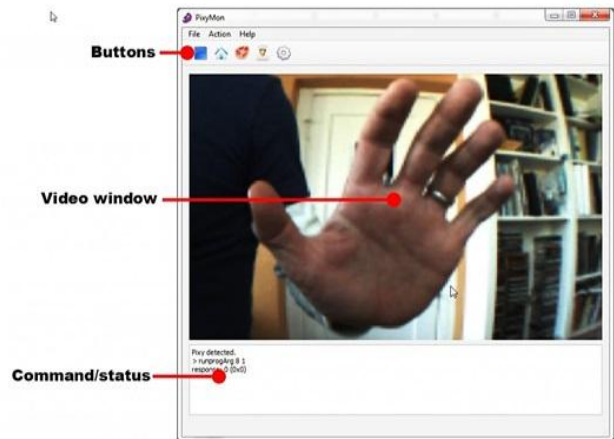 PixyMon
File Action Help
Buttons
Video window
Pixy detected.
> runprogArg 8 1
response: 0 (0x0)
Command/status